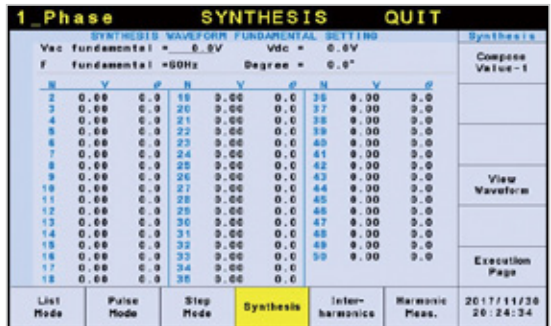 1_Phase SYNTHESIS QUIT
SYNTHESIS WAVEFORM FUNDAMENTAL SETTING
Vac fundamental = 0.0V Vdc = 0.0V
F fundamental =60Hz Degree = 0.0°
N V θ N V θ N V θ
2 0.00 0.0 19 0.00 0.0 36 0.00 0.0
3 0.00 0.0 20 0.00 0.0 37 0.00 0.0
4 0.00 0.0 21 0.00 0.0 38 0.00 0.0
5 0.00 0.0 22 0.00 0.0 39 0.00 0.0
6 0.00 0.0 23 0.00 0.0 40 0.00 0.0
7 0.00 0.0 24 0.00 0.0 41 0.00 0.0
8 0.00 0.0 25 0.00 0.0 42 0.00 0.0
9 0.00 0.0 26 0.00 0.0 43 0.00 0.0
10 0.00 0.0 27 0.00 0.0 44 0.00 0.0
11 0.00 0.0 28 0.00 0.0 45 0.00 0.0
12 0.00 0.0 29 0.00 0.0 46 0.00 0.0
13 0.00 0.0 30 0.00 0.0 47 0.00 0.0
14 0.00 0.0 31 0.00 0.0 48 0.00 0.0
15 0.00 0.0 32 0.00 0.0 49 0.00 0.0
16 0.00 0.0 33 0.00 0.0 50 0.00 0.0
17 0.00 0.0 34 0.00 0.0
18 0.00 0.0 35 0.00 0.0
Synthesis
Compose
Value-1
View
Waveform
Execution
Page
List
Mode
Pulse
Mode
Step
Mode
Synthesis
Inter-
harmonics
Harmonic
Meas.
2017/11/30
20:24:34